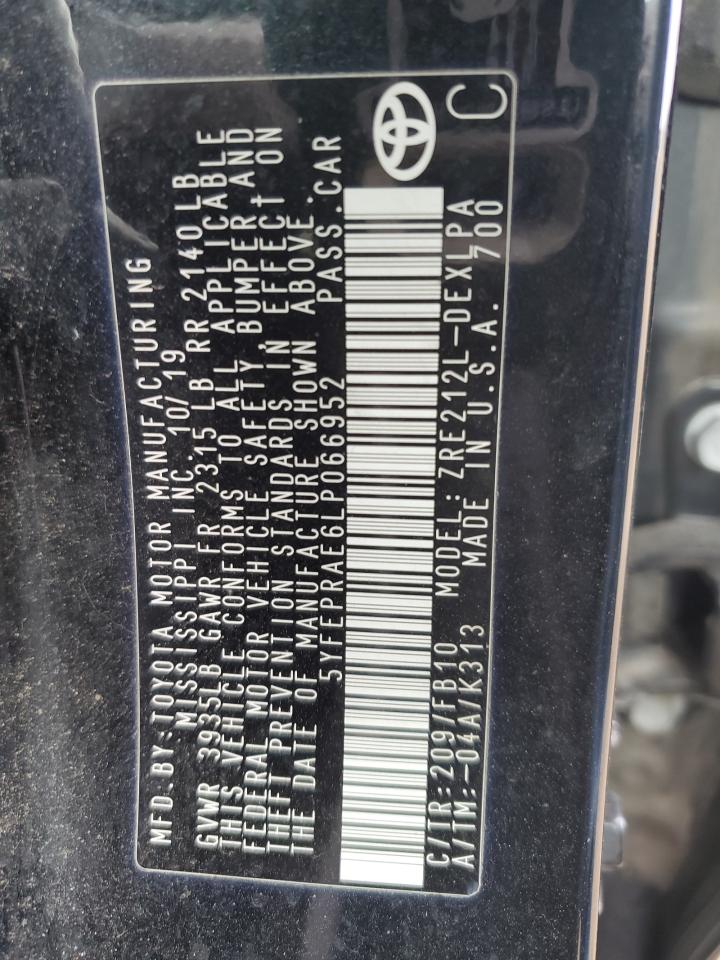 MFD.BY:TOYOTA MOTOR MANUFACTURING
MISSISSIPPI INC. 10/19
GVWR 3935LB GAWR FR 2315 LB RR 2140LB
THIS VEHICLE CONFORMS TO ALL APPLICABLE
FEDERAL MOTOR VEHICLE SAFETY, BUMPER AND
THEFT PREVENTION STANDARDS IN EFFECT ON
THE DATE OF MANUFACTURE SHOWN ABOVE.
5YFEPRAE6LP066952 PASS.CAR
C/TR:209/FB10 MODEL:ZRE212L-DEXLPA
A/TM:-04A/K313 MADE IN U.S.A. 700
C